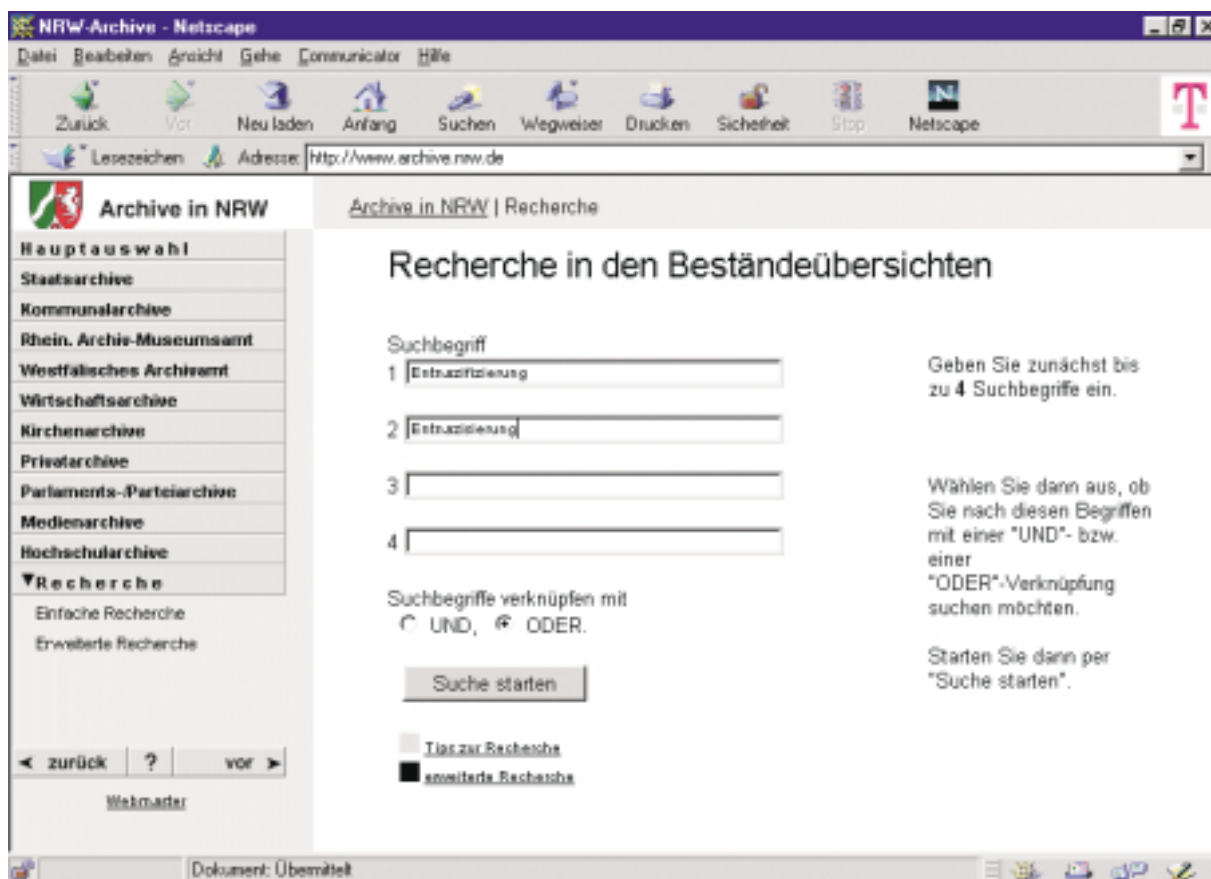 NRW-Archive - Netscape
Datei Bearbeiten Ansicht Gehe Communicator Hilfe
Zurück Vor Neu laden Anfang Suchen Wegweiser Drucken Sicherheit Stop Netscape
T
Lesezeichen Adresse: http://www.archive.nrw.de
Archive in NRW
Archive in NRW | Recherche
Hauptauswahl
Staatsarchive
Kommunalarchive
Rhein. Archiv-Museumsamt
Westfälisches Archivamt
Wirtschaftsarchive
Kirchenarchive
Privatarchive
Parlaments-/Parteiarchive
Medienarchive
Hochschularchive
Recherche
Einfache Recherche
Erweiterte Recherche
zurück ? vor
Webmaster
Recherche in den Beständeübersichten
Suchbegriff
1 Entnazifizierung
2 Entnazisierung
3
4
Suchbegriffe verknüpfen mit
UND, ODER.
Suche starten
Tips zur Recherche
erweiterte Recherche
Geben Sie zunächst bis
zu 4 Suchbegriffe ein.
Wählen Sie dann aus, ob
Sie nach diesen Begriffen
mit einer "UND"- bzw.
einer
"ODER"-Verknüpfung
suchen möchten.
Starten Sie dann per
"Suche starten".
Dokument: Übermittelt